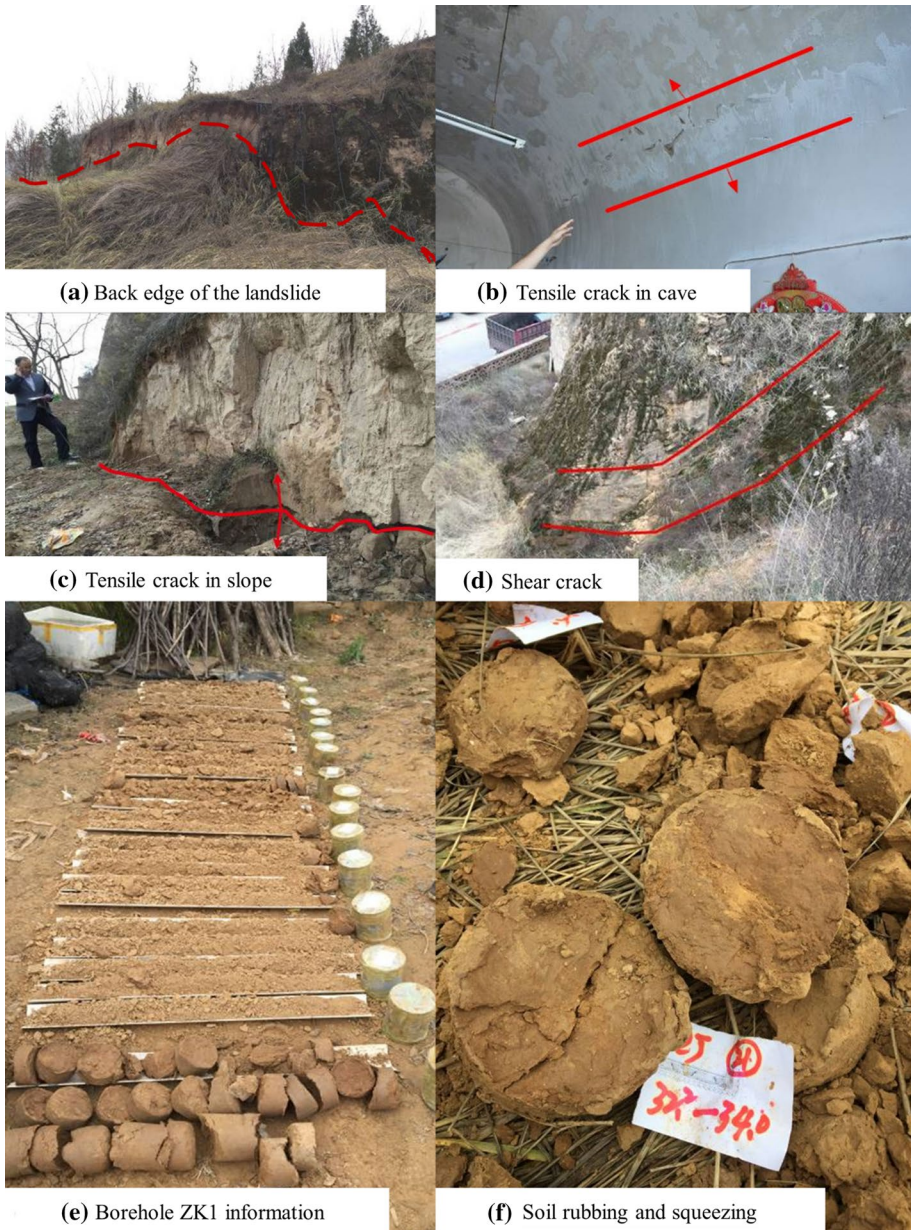 (a) Back edge of the landslide
(b) Tensile crack in cave
(c) Tensile crack in slope
(d) Shear crack
(e) Borehole ZK1 information
(f) Soil rubbing and squeezing